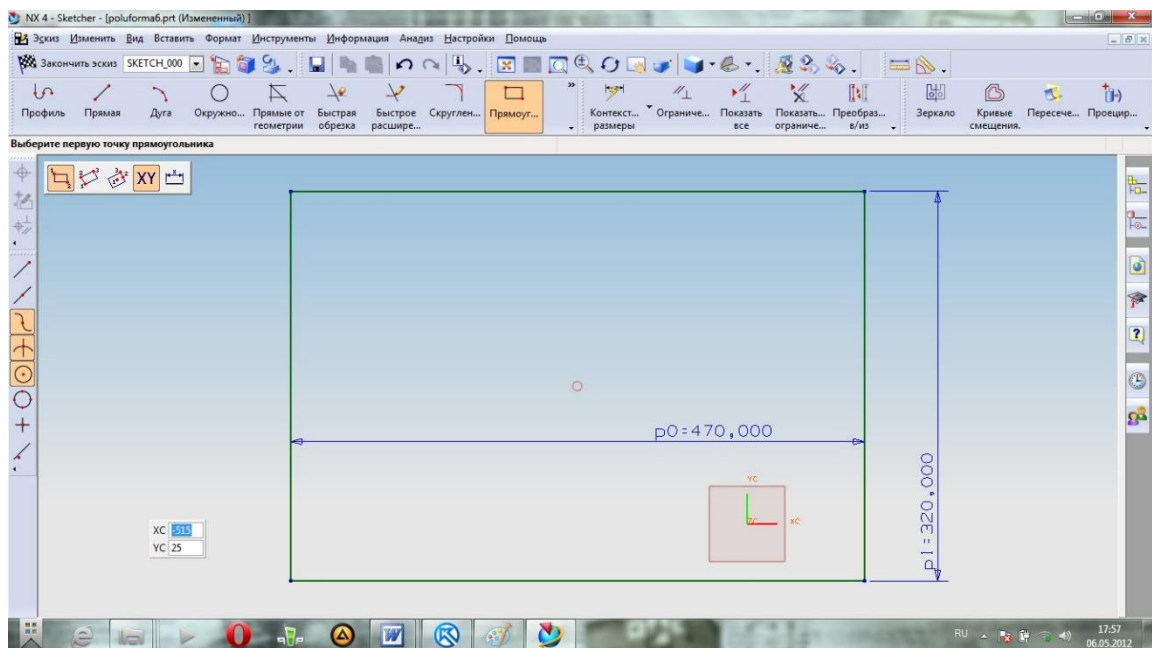 NX 4 - Sketcher - [poluforma6.prt (Измененный) ]
Эскиз Изменить Вид Вставить Формат Инструменты Информация Анализ Настройки Помощь
Закончить эскиз SKETCH_000
Профиль Прямая Дуга Окружно... Прямые от геометрии Быстрая обрезка Быстрое расшире... Скруглен... Прямоуг... » Контекст... размеры Ограниче... Показать все Показать... ограниче... Преобраз... в/из Зеркало Кривые смещения. Пересече... Проецир...
Выберите первую точку прямоугольника
XY
p0=470,000
p1=320,000
YC
ZC XC
XC -515
YC 25
RU
17:57
06.05.2012